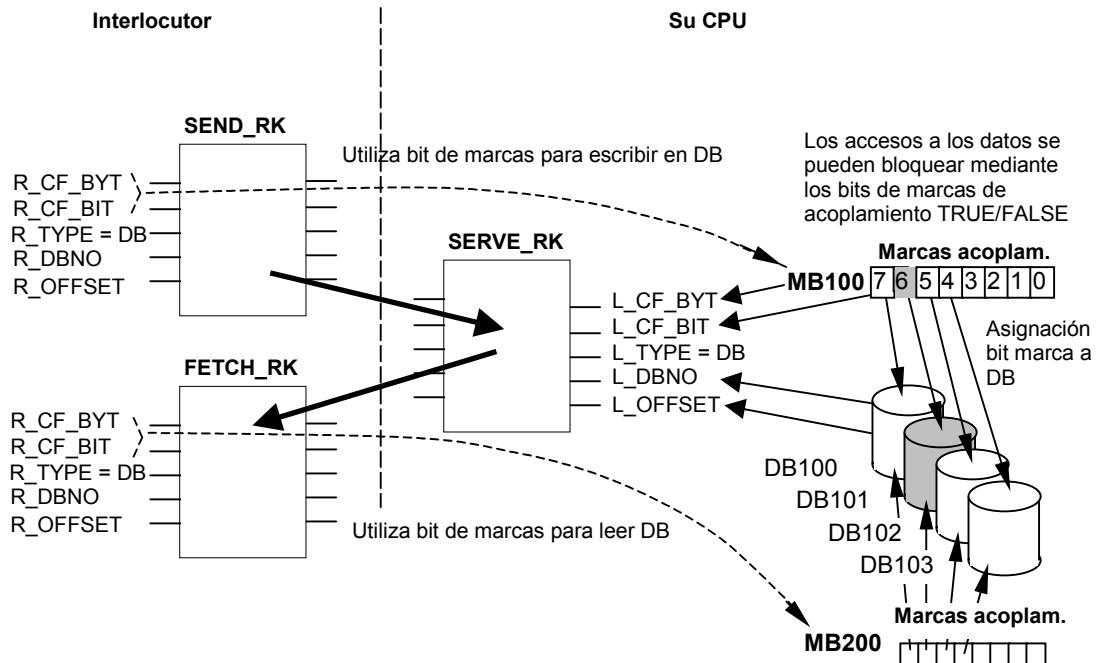 Interlocutor
Su CPU
SEND_RK
R_CF_BYT
R_CF_BIT
R_TYPE = DB
R_DBNO
R_OFFSET
Utiliza bit de marcas para escribir en DB
Los accesos a los datos se
pueden bloquear mediante
los bits de marcas de
acoplamiento TRUE/FALSE
SERVE_RK
L_CF_BYT
L_CF_BIT
L_TYPE = DB
L_DBNO
L_OFFSET
Marcas acoplam.
MB100 7 6 5 4 3 2 1 0
Asignación
bit marca a
DB
FETCH_RK
R_CF_BYT
R_CF_BIT
R_TYPE = DB
R_DBNO
R_OFFSET
Utiliza bit de marcas para leer DB
DB100
DB101
DB102
DB103
Marcas acoplam.
MB200